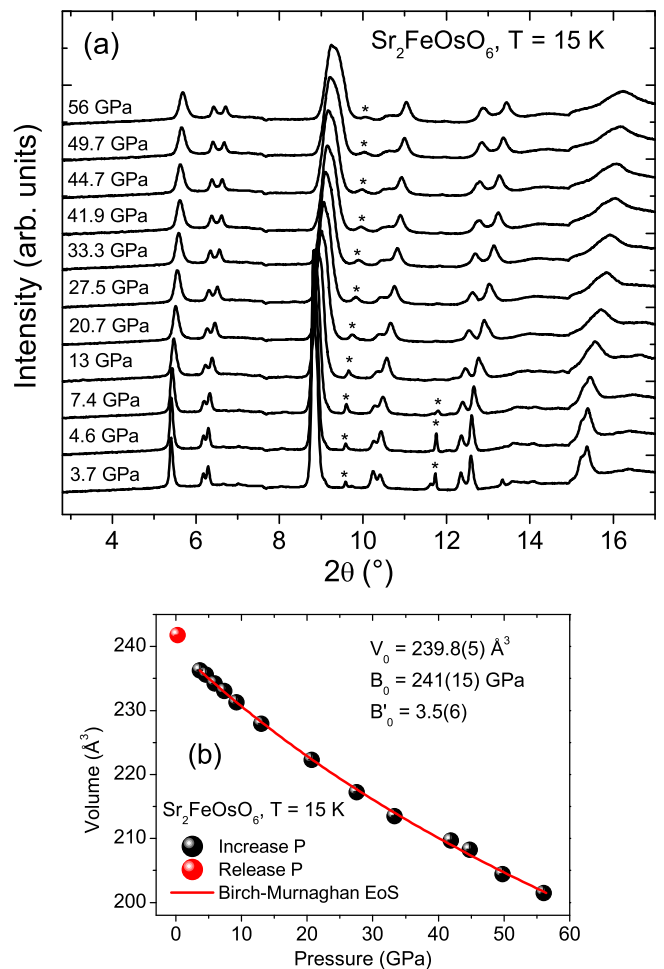 (a)
Sr₂FeOsO₆, T = 15 K
Intensity (arb. units)
56 GPa
49.7 GPa
44.7 GPa
41.9 GPa
33.3 GPa
27.5 GPa
20.7 GPa
13 GPa
7.4 GPa
4.6 GPa
3.7 GPa
* * * * * * * * * * * * * *
4 6 8 10 12 14 16
2θ (°)
240
230
220
210
200
Volume (Å³)
V₀ = 239.8(5) Å³
B₀ = 241(15) GPa
B'₀ = 3.5(6)
(b)
Sr₂FeOsO₆, T = 15 K
Increase P
Release P
Birch-Murnaghan EoS
0 10 20 30 40 50 60
Pressure (GPa)